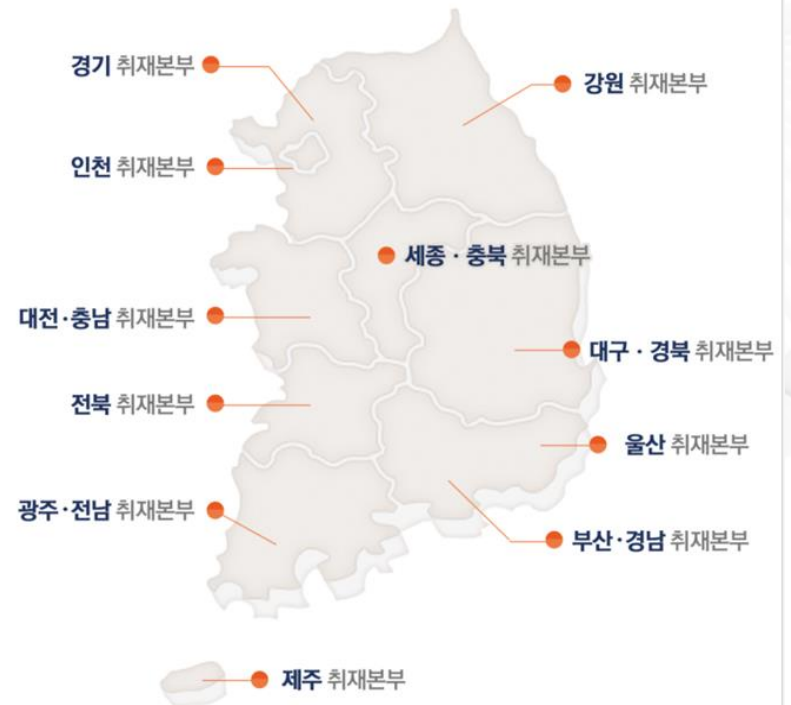 경기 취재본부
강원 취재본부
인천 취재본부
세종 · 충북 취재본부
대전·충남 취재본부
대구 · 경북 취재본부
전북 취재본부
울산 취재본부
광주·전남 취재본부
부산·경남 취재본부
제주 취재본부